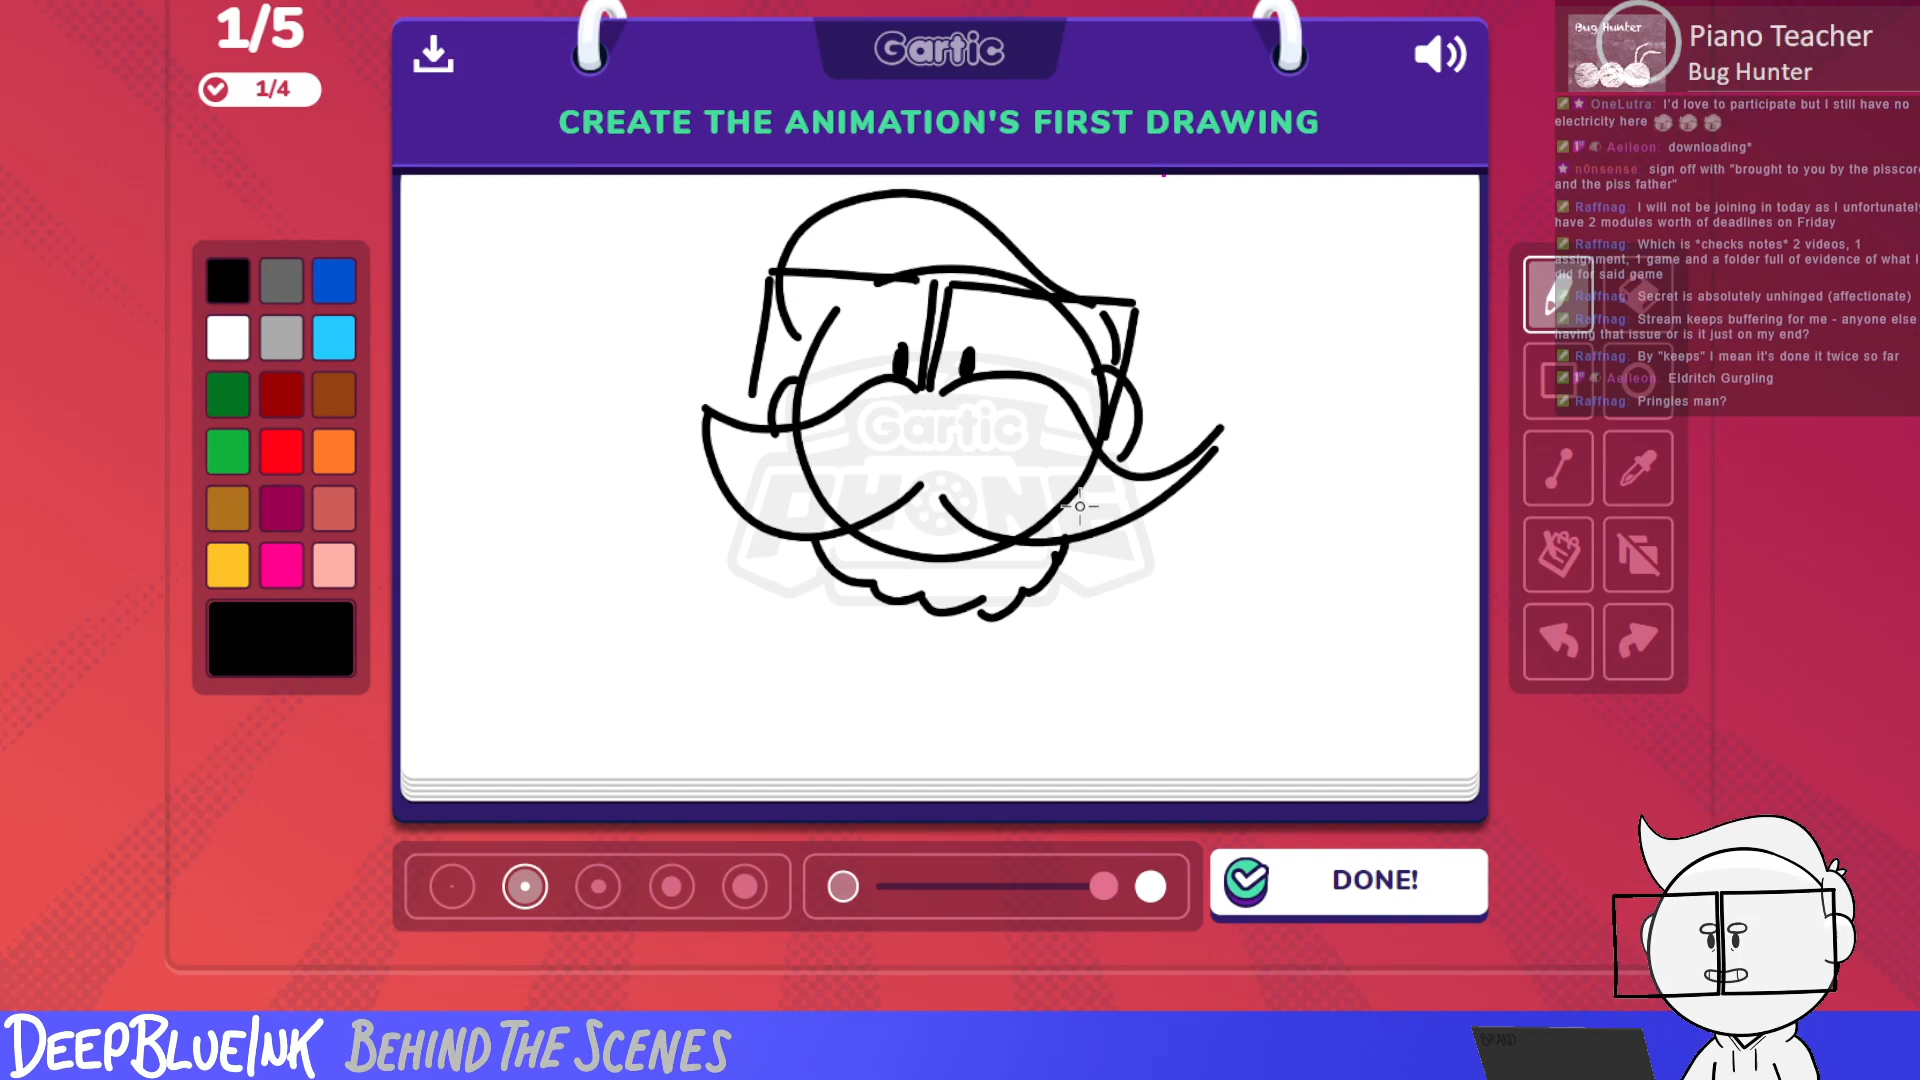 1/5
1/4
Gartic
CREATE THE ANIMATION'S FIRST DRAWING
Gartic
PHONE
DONE!
Bug Hunter
Piano Teacher
Bug Hunter
OneLutra: I'd love to participate but I still have no
electricity here
Aeileon: downloading*
n0nsense: sign off with "brought to you by the pisscord
and the piss father"
Raffnag: I will not be joining in today as I unfortunately
have 2 modules worth of deadlines on Friday
Raffnag: Which is *checks notes* 2 videos, 1
assignment, 1 game and a folder full of evidence of what I
did for said game
Raffnag: Secret is absolutely unhinged (affectionate)
Raffnag: Stream keeps buffering for me - anyone else
having that issue or is it just on my end?
Raffnag: By "keeps" I mean it's done it twice so far
Aeileon: Eldritch Gurgling
Raffnag: Pringles man?
BRAND
DEEPBLUEINK BEHIND THE SCENES